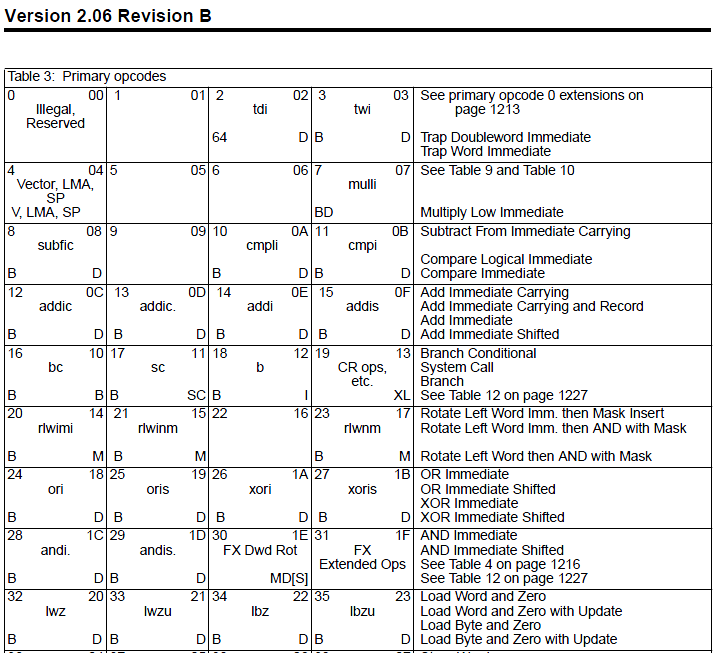 Version 2.06 Revision B
Table 3: Primary opcodes
0 00 1 01 2 02 3 03 See primary opcode 0 extensions on
Illegal, tdi twi page 1213
Reserved
64 D B D Trap Doubleword Immediate
Trap Word Immediate
4 04 5 05 6 06 7 07 See Table 9 and Table 10
Vector, LMA, mulli
SP
V, LMA, SP BD Multiply Low Immediate
8 08 9 09 10 0A 11 0B Subtract From Immediate Carrying
subfic cmpli cmpi
Compare Logical Immediate
B D B D B D Compare Immediate
12 0C 13 0D 14 0E 15 0F Add Immediate Carrying
addic addic. addi addis Add Immediate Carrying and Record
Add Immediate
B D B D B D B D Add Immediate Shifted
16 10 17 11 18 12 19 13 Branch Conditional
bc sc b CR ops, System Call
etc. Branch
B B B SC B I XL See Table 12 on page 1227
20 14 21 15 22 16 23 17 Rotate Left Word Imm. then Mask Insert
rlwimi rlwinm rlwnm Rotate Left Word Imm. then AND with Mask
B M B M B M Rotate Left Word then AND with Mask
24 18 25 19 26 1A 27 1B OR Immediate
ori oris xori xoris OR Immediate Shifted
XOR Immediate
B D B D B D B D XOR Immediate Shifted
28 1C 29 1D 30 1E 31 1F AND Immediate
andi. andis. FX Dwd Rot FX AND Immediate Shifted
Extended Ops See Table 4 on page 1216
B D B D MD[S] See Table 12 on page 1227
32 20 33 21 34 22 35 23 Load Word and Zero
lwz lwzu lbz lbzu Load Word and Zero with Update
Load Byte and Zero
B D B D B D B D Load Byte and Zero with Update